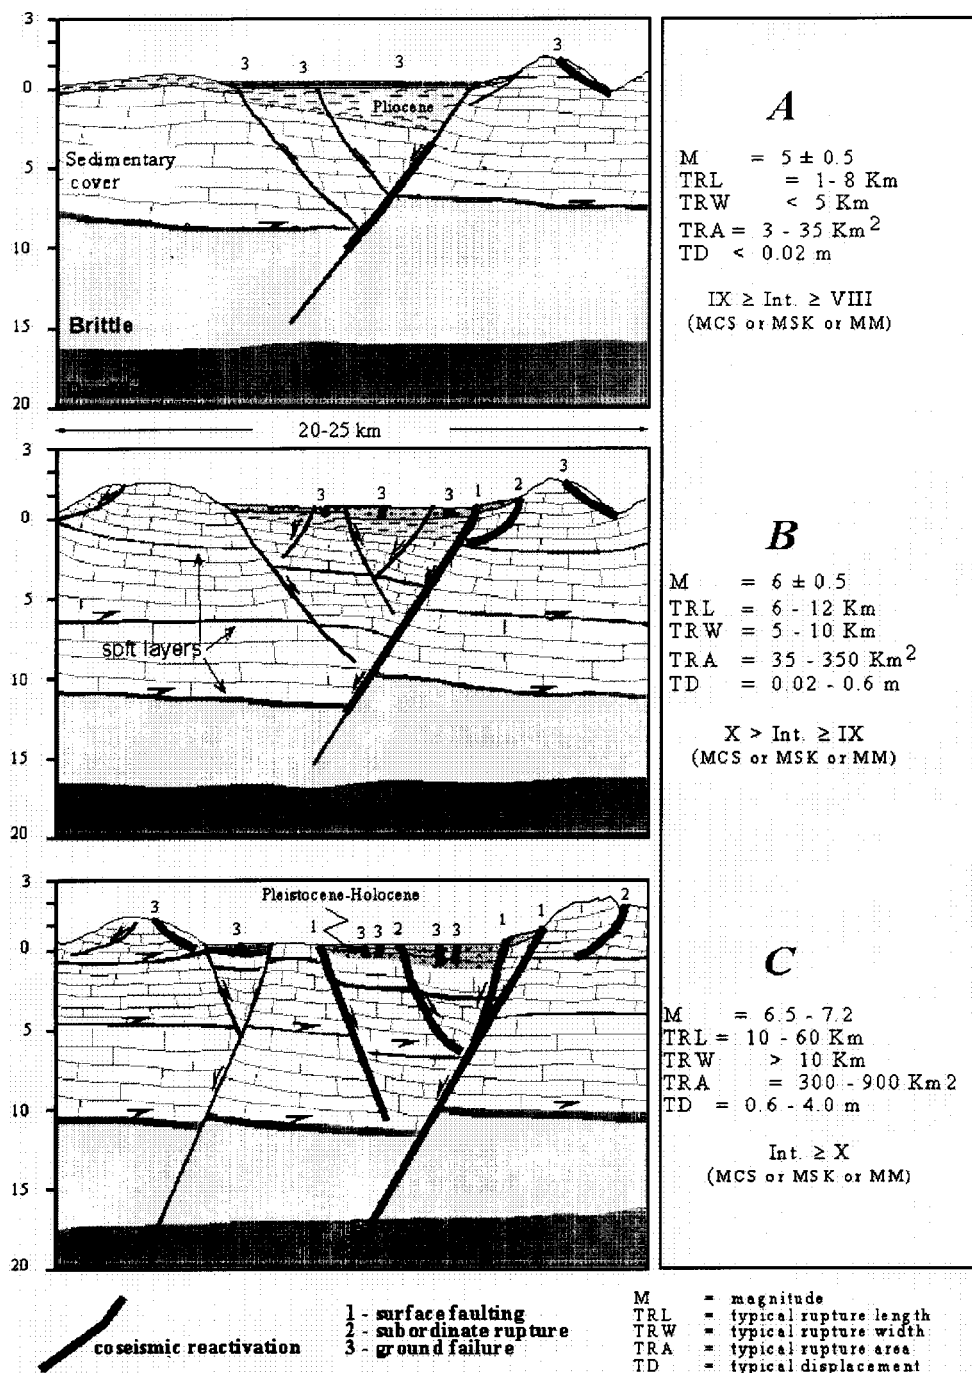 3
0
5
10
15
20
3
3
3
3
Pliocene
Sedimentary
cover
Brittle
A
M = 5 ± 0.5
TRL = 1- 8 Km
TRW < 5 Km
TRA = 3 - 35 Km2
TD < 0.02 m
IX ≥ Int. ≥ VIII
(MCS or MSK or MM)
20-25 km
3
0
5
10
15
20
3
3
3
1
2
3
soft layers
B
M = 6 ± 0.5
TRL = 6 - 12 Km
TRW = 5 - 10 Km
TRA = 35 - 350 Km2
TD = 0.02 - 0.6 m
X > Int. ≥ IX
(MCS or MSK or MM)
3
0
5
10
15
20
Pleistocene-Holocene
3
3
1
3
3
2
3
3
1
1
2
C
M = 6.5 - 7.2
TRL = 10 - 60 Km
TRW > 10 Km
TRA = 300 - 900 Km2
TD = 0.6 - 4.0 m
Int. ≥ X
(MCS or MSK or MM)
coseismic reactivation
1 - surface faulting
2 - subordinate rupture
3 - ground failure
M = magnitude
TRL = typical rupture length
TRW = typical rupture width
TRA = typical rupture area
TD = typical displacement